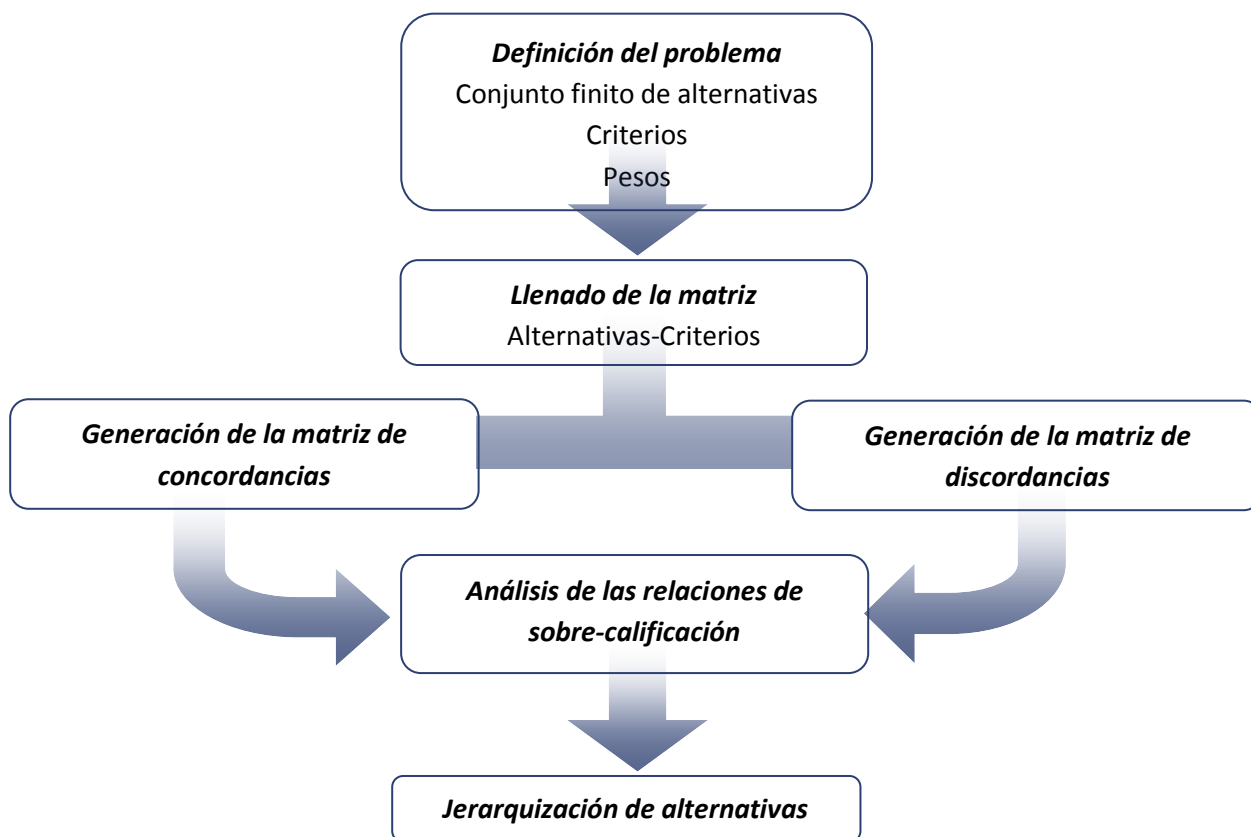 Definición del problema
Conjunto finito de alternativas
Criterios
Pesos
Llenado de la matriz
Alternativas-Criterios
Generación de la matriz de
concordancias
Generación de la matriz de
discordancias
Análisis de las relaciones de
sobre-calificación
Jerarquización de alternativas